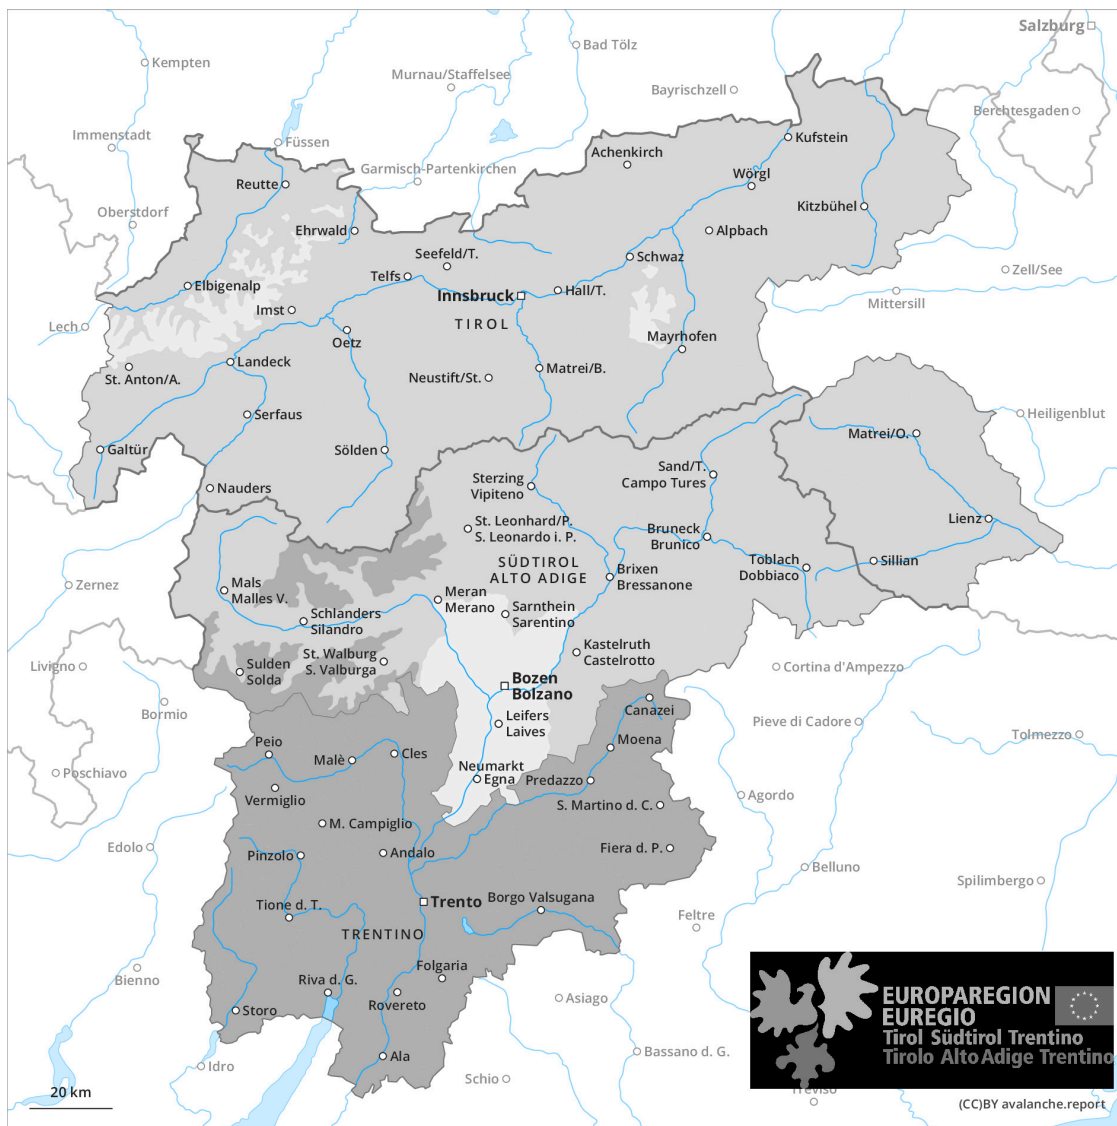 Salzburg
Bad Tölz
Kempten
Murnau/Staffelsee
Bayrischzell
Berchtesgaden
Immenstadt
Füssen
Kufstein
Achenkirch
Garmisch-Partenkirchen
Wörgl
Reutte
Kitzbühel
Oberstdorf
Ehrwald
Alpbach
Seefeld/T.
Schwaz
Zell/See
Telfs
Elbigenalp
Innsbruck
Hall/T.
Mittersill
Imst
TIROL
Lech
Oetz
Mayrhofen
Landeck
Matrei/B.
St. Anton/A.
Neustift/St.
Serfaus
Heiligenblut
Matrei/O.
Galtür
Sölden
Sand/T.
Campo Tures
Sterzing
Vipiteno
Nauders
St. Leonhard/P.
S. Leonardo i. P.
Lienz
Bruneck
Brunico
SÜDTIROL
ALTO ADIGE
Toblach
Dobbiaco
Sillian
Brixen
Bressanone
Zernez
Mals
Malles V.
Meran
Merano
Sarnthein
Sarentino
Schlanders
Silandro
Kastelruth
Castelrotto
St. Walburg
S. Valburga
Livigno
Sulden
Solda
Cortina d'Ampezzo
Bozen
Bolzano
Bormio
Canazei
Leifers
Laives
Pieve di Cadore
Tolmezzo
Peio
Moena
Cles
Malè
Poschiavo
Neumarkt
Egna
Predazzo
Vermiglio
S. Martino d. C.
Agordo
M. Campiglio
Edolo
Pinzolo
Andalo
Fiera d. P.
Belluno
Spilimbergo
Tione d. T.
Trento
Borgo Valsugana
Feltre
TRENTINO
Folgaria
Bienno
Riva d. G.
Rovereto
Asiago
Storo
EUROPAREGION
EUREGIO
Tirol Südtirol Trentino
Tirolo Alto Adige Trentino
Ala
Bassano d. G.
Idro
Schio
Treviso
20 km
(CC)BY avalanche.report